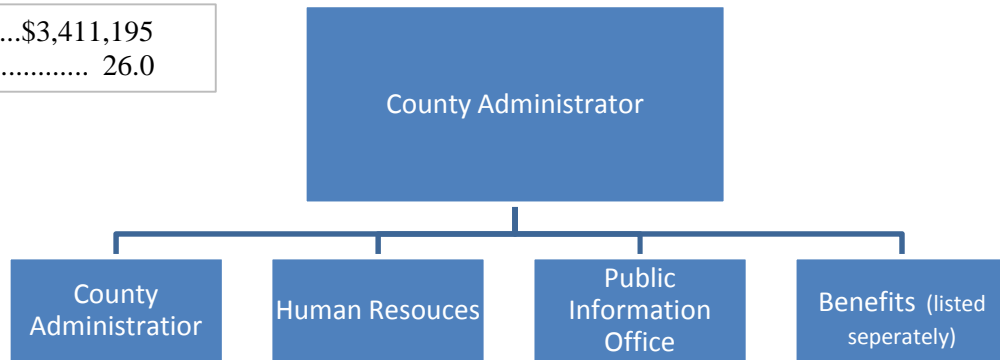 ...$3,411,195
............ 26.0
County Administrator
County
Administratior
Human Resouces
Public
Information
Office
Benefits (listed
seperately)